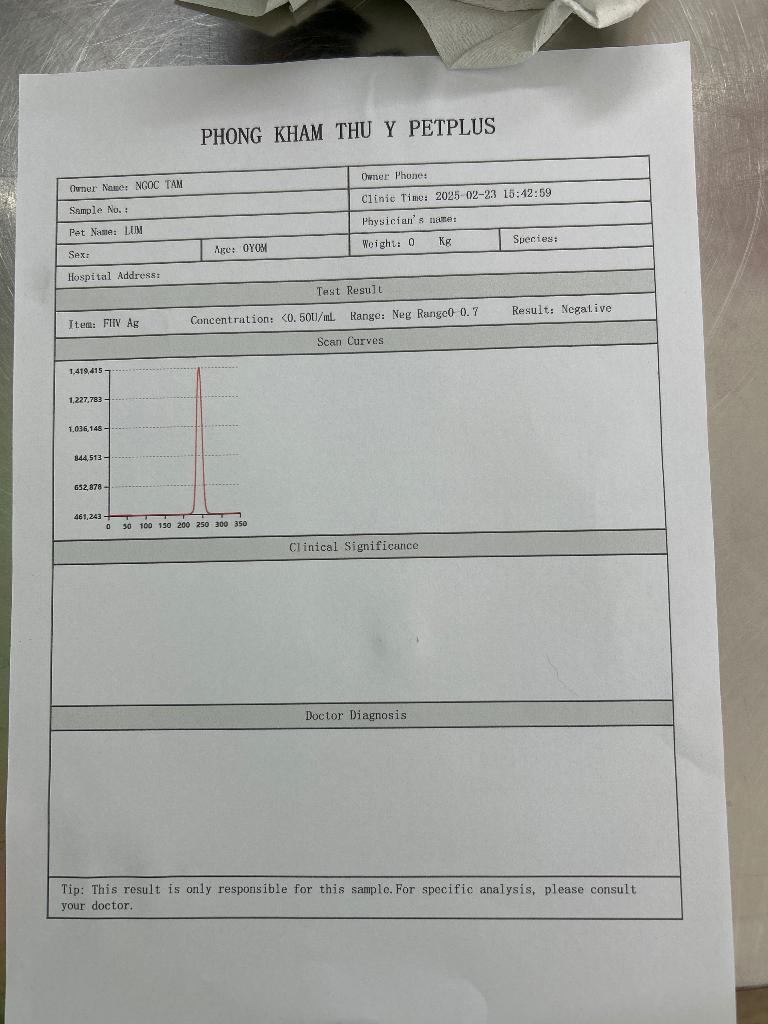 PHONG KHAM THU Y PETPLUS
Owner Name: NGOC TAM
Owner Phone:
Sample No.:
Clinic Time: 2025-02-23 15:42:59
Pet Name: LUM
Physician's name:
Sex:
Age: 0Y0M
Weight: 0 Kg
Species:
Hospital Address:
Test Result
Item: FHV Ag Concentration: <0.50U/mL Range: Neg Range0-0.7 Result: Negative
Scan Curves
1,419,415
1,227,783
1,036,148
844,513
652,878
461,243
0 50 100 150 200 250 300 350
Clinical Significance
Doctor Diagnosis
Tip: This result is only responsible for this sample.For specific analysis, please consult
your doctor.